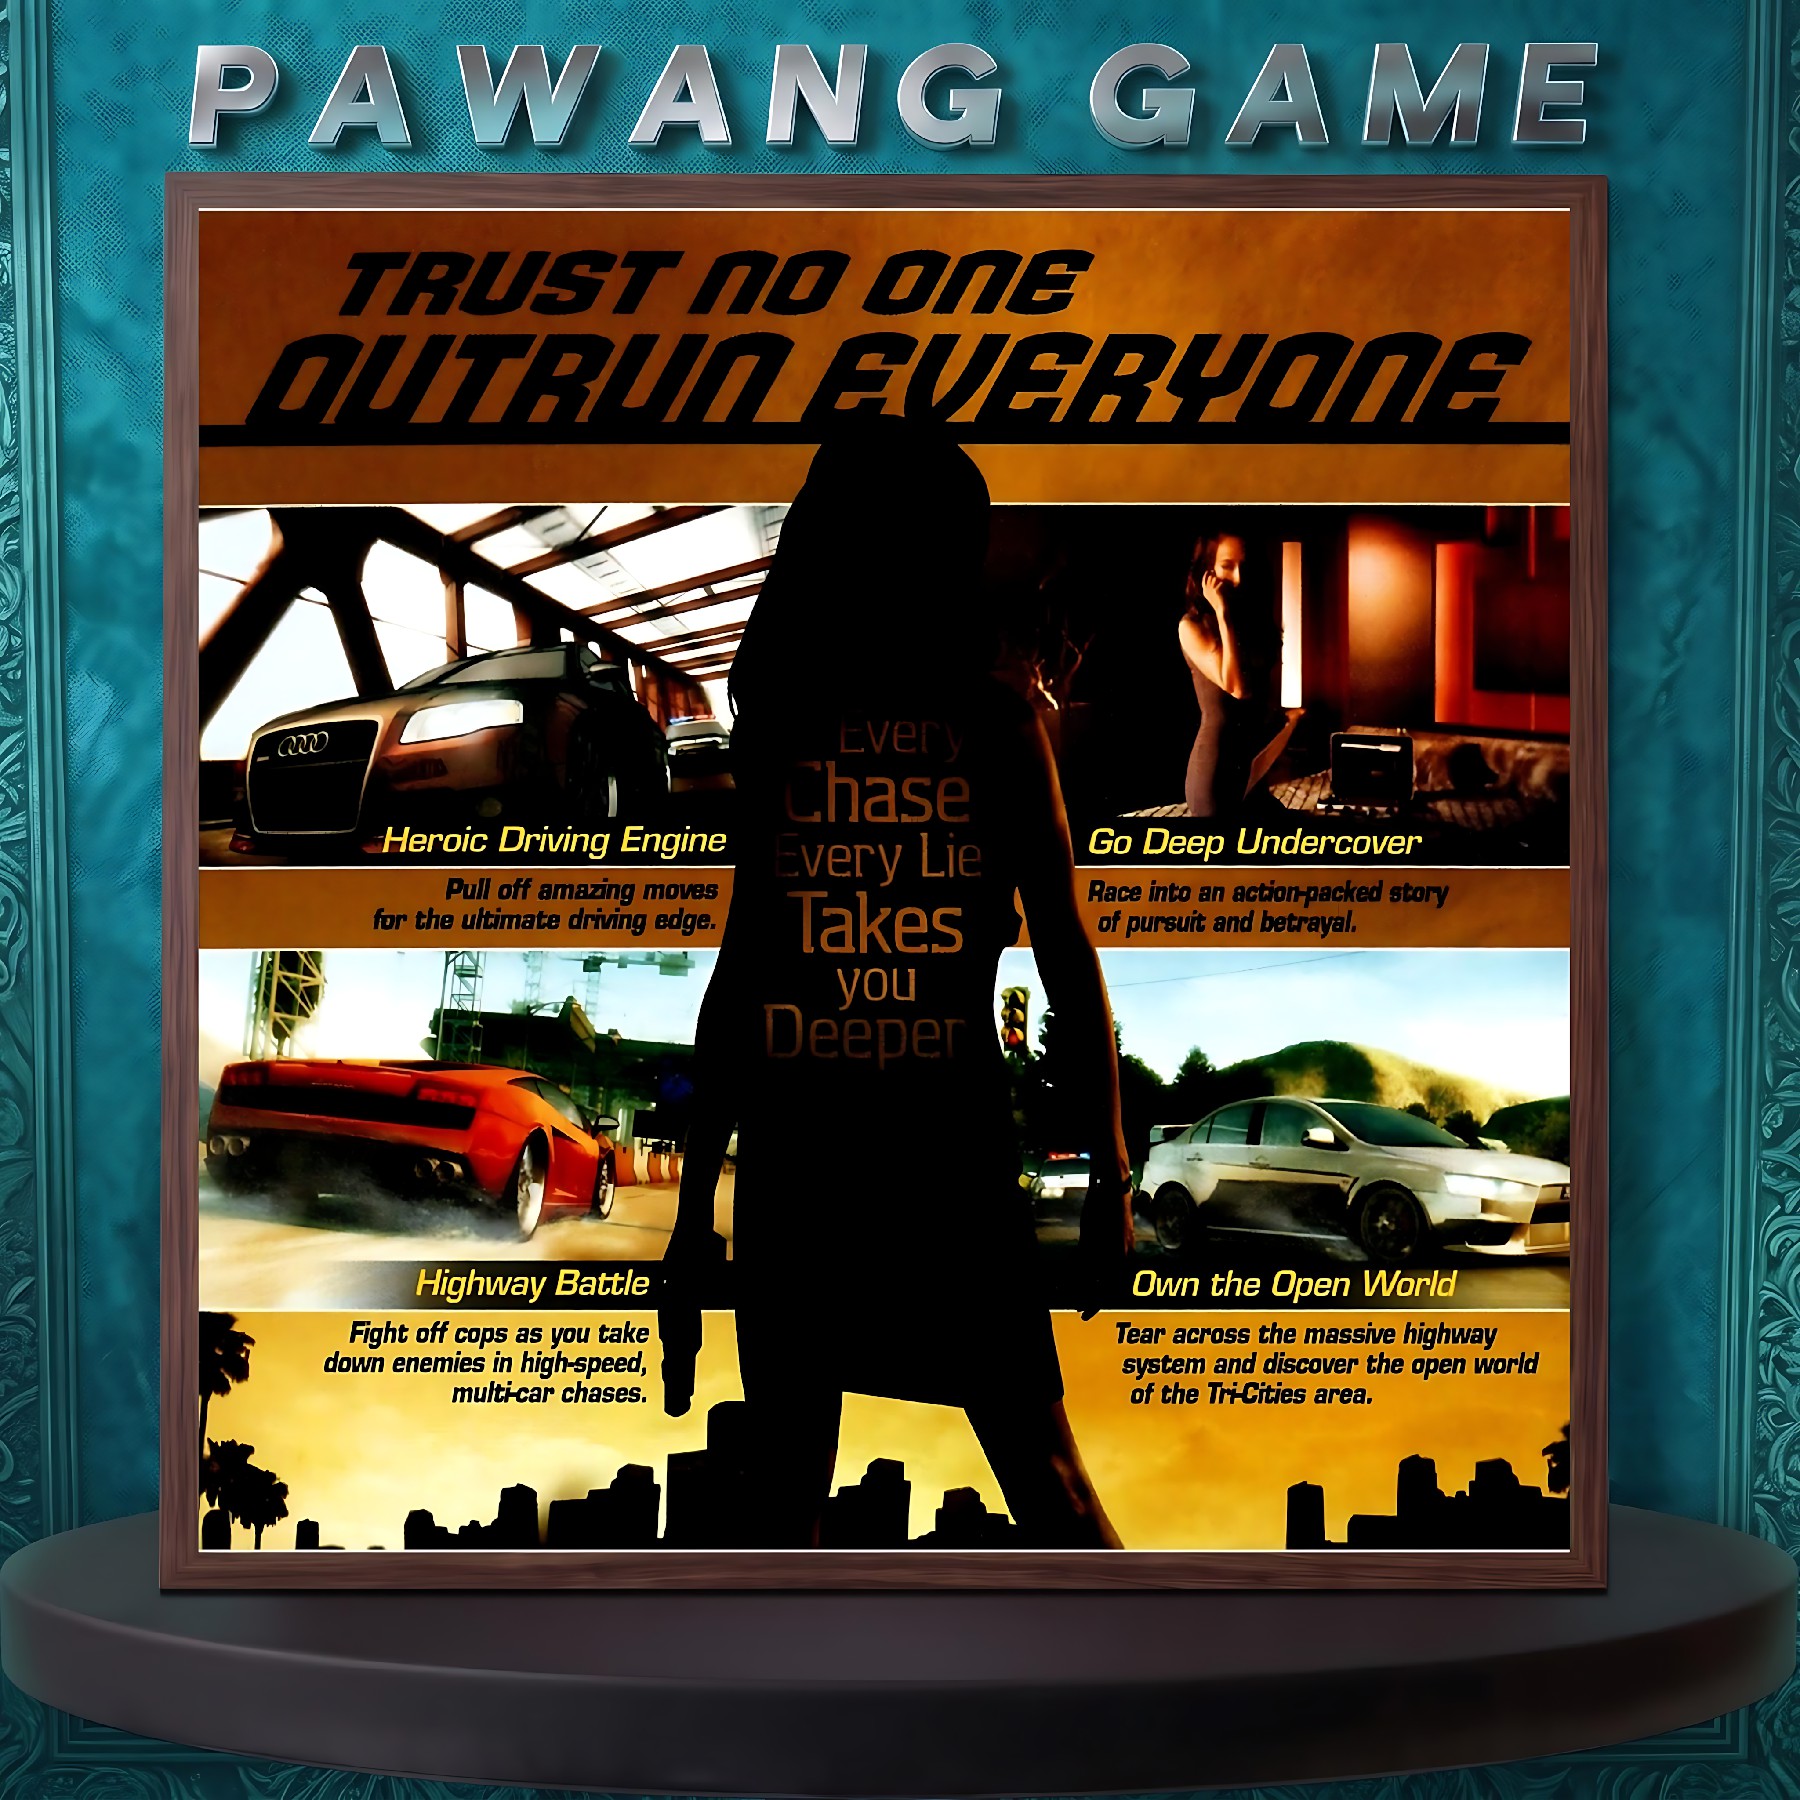 PAWANG GAME
TRUST NO ONE
OUTRUN EVERYONE
Heroic Driving Engine
Pull off amazing moves
for the ultimate driving edge.
Go Deep Undercover
Race into an action-packed story
of pursuit and betrayal.
Every
Chase
Every Lie
Takes
you
Deeper
Highway Battle
Fight off cops as you take
down enemies in high-speed,
multi-car chases.
Own the Open World
Tear across the massive highway
system and discover the open world
of the Tri-Cities area.